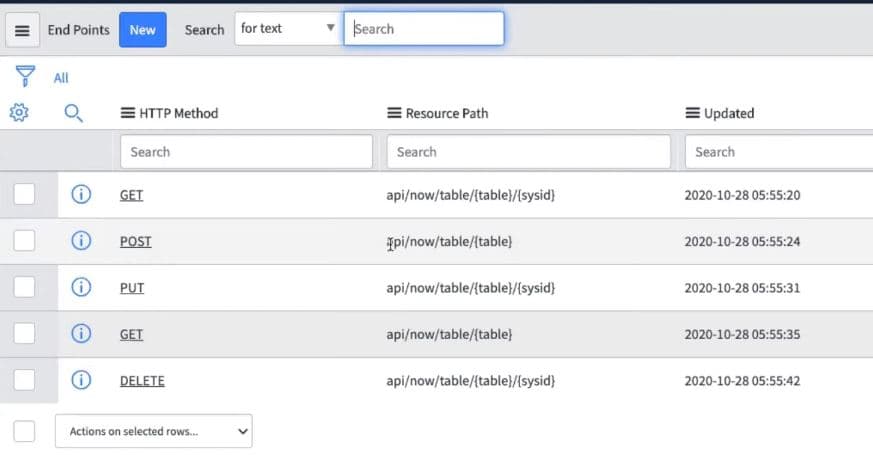 End Points New Search for text Search
All
HTTP Method Resource Path Updated
Search Search Search
GET api/now/table/{table}/{sysid} 2020-10-28 05:55:20
POST api/now/table/{table} 2020-10-28 05:55:24
PUT api/now/table/{table}/{sysid} 2020-10-28 05:55:31
GET api/now/table/{table} 2020-10-28 05:55:35
DELETE api/now/table/{table}/{sysid} 2020-10-28 05:55:42
Actions on selected rows...